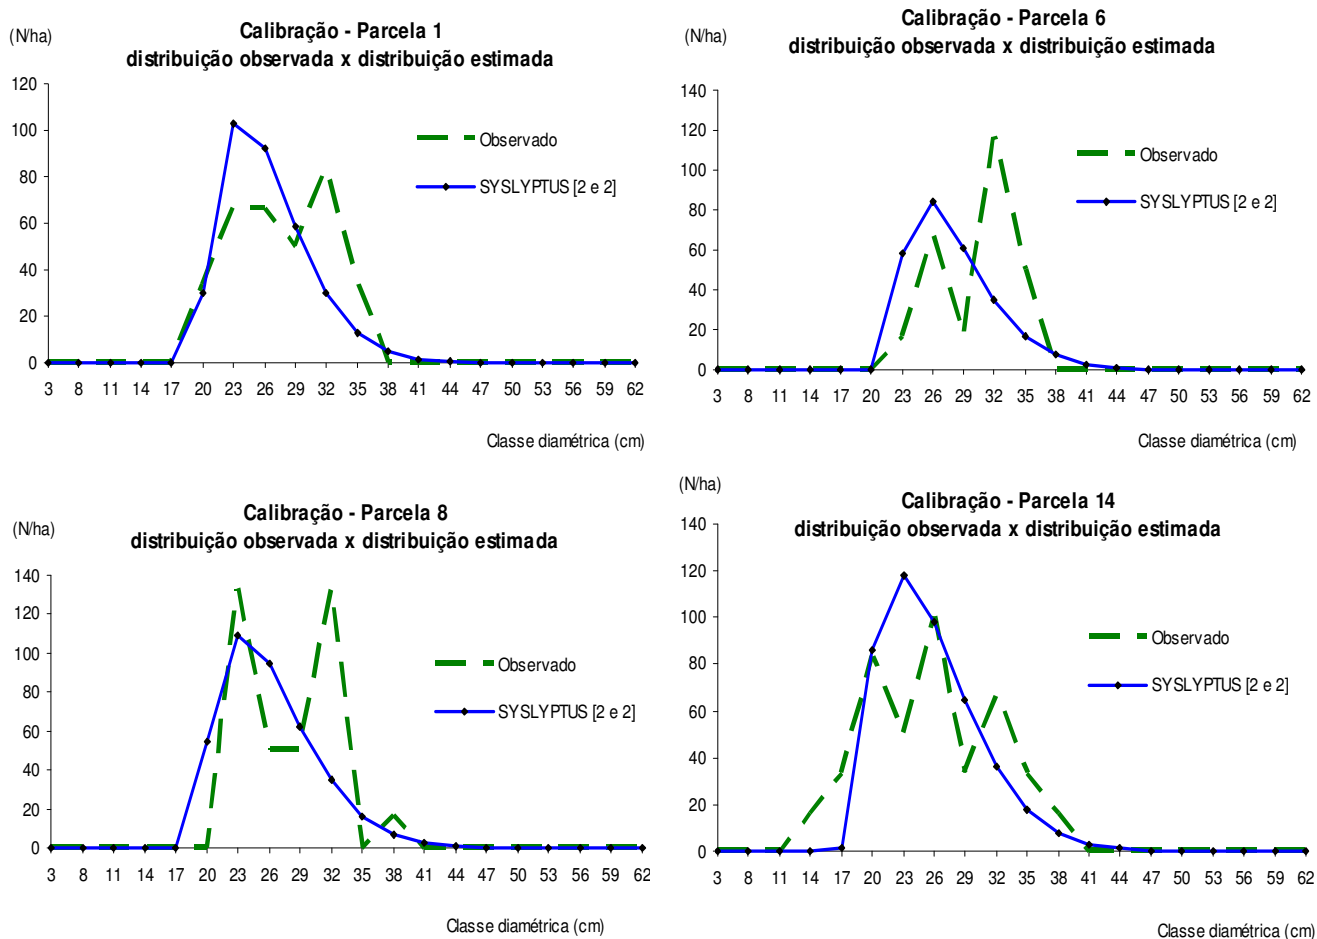 (N/ha)
Calibração - Parcela 1
distribuição observada x distribuição estimada
120
100
80
60
40
20
0
Observado
SYSLYPTUS [2 e 2]
3 8 11 14 17 20 23 26 29 32 35 38 41 44 47 50 53 56 59 62
Classe diamétrica (cm)
(N/ha)
Calibração - Parcela 6
distribuição observada x distribuição estimada
140
120
100
80
60
40
20
0
Observado
SYSLYPTUS [2 e 2]
3 8 11 14 17 20 23 26 29 32 35 38 41 44 47 50 53 56 59 62
Classe diamétrica (cm)
(N/ha)
Calibração - Parcela 8
distribuição observada x distribuição estimada
140
120
100
80
60
40
20
0
Observado
SYSLYPTUS [2 e 2]
3 8 11 14 17 20 23 26 29 32 35 38 41 44 47 50 53 56 59 62
Classe diamétrica (cm)
(N/ha)
Calibração - Parcela 14
distribuição observada x distribuição estimada
140
120
100
80
60
40
20
0
Observado
SYSLYPTUS [2 e 2]
3 8 11 14 17 20 23 26 29 32 35 38 41 44 47 50 53 56 59 62
Classe diamétrica (cm)